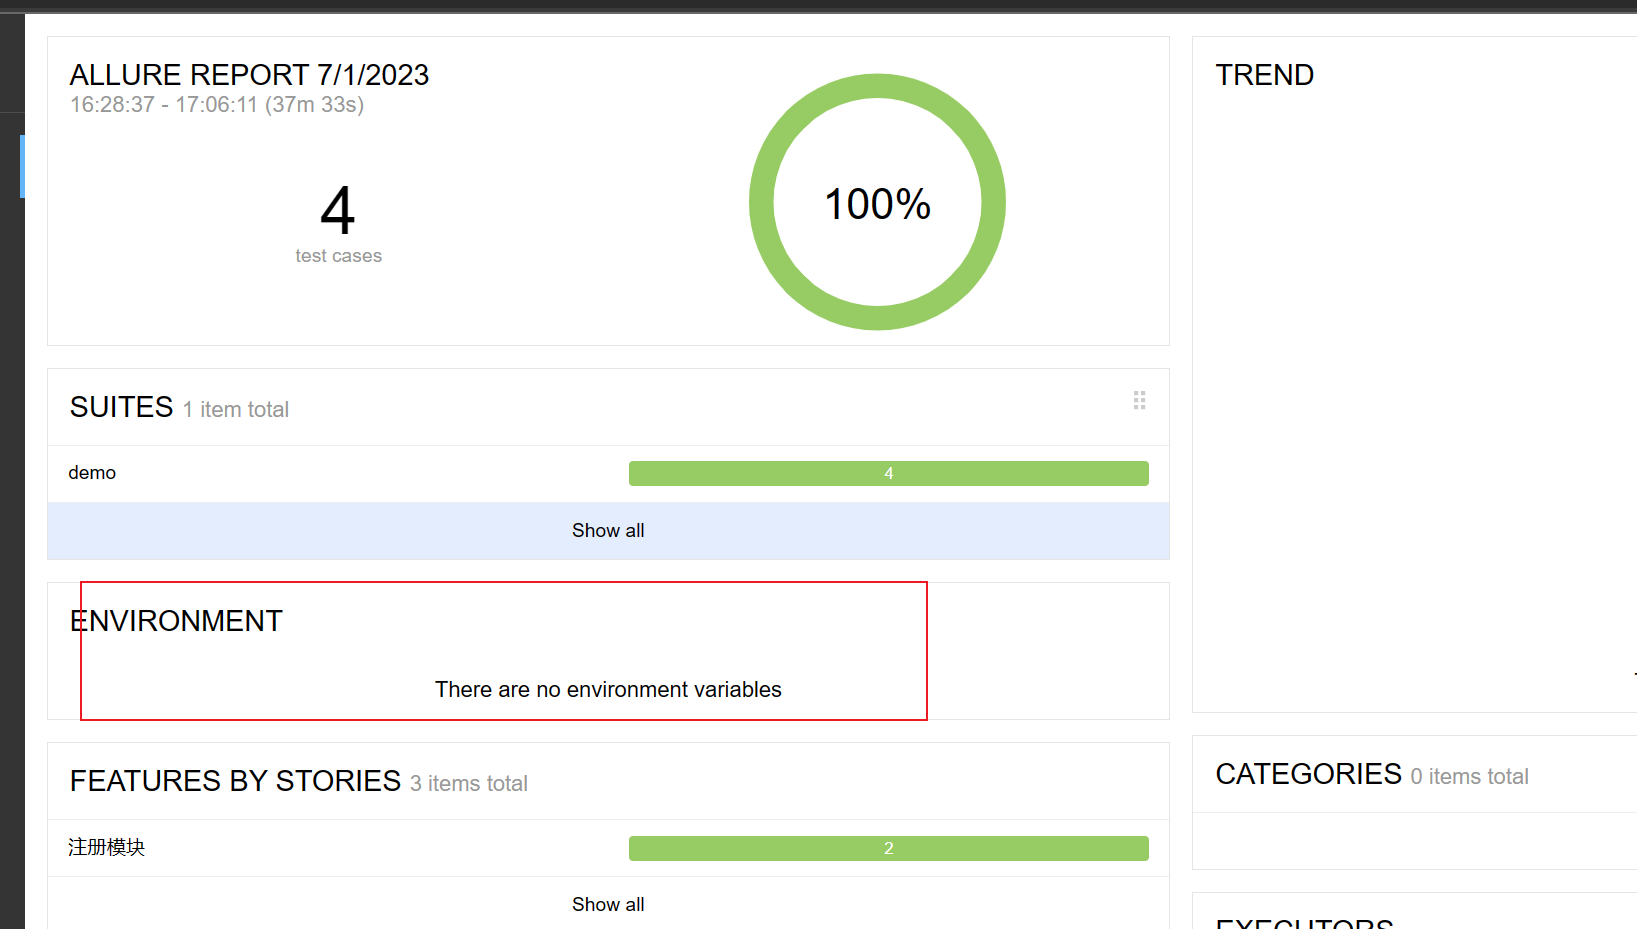 ALLURE REPORT 7/1/2023
16:28:37 - 17:06:11 (37m 33s)
4
test cases
100%
SUITES 1 item total
demo
4
Show all
ENVIRONMENT
There are no environment variables
FEATURES BY STORIES 3 items total
注册模块
2
Show all
TREND
CATEGORIES 0 items total
EXECUTORS